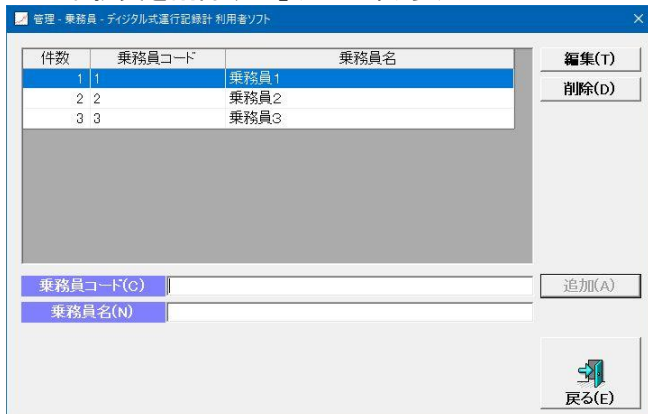 管理 - 乗務員 - ディジタル式運行記録計 利用者ソフト
件数 乗務員コード 乗務員名
1 1 乗務員1
2 2 乗務員2
3 3 乗務員3
編集(T)
削除(D)
乗務員コード(C)
追加(A)
乗務員名(N)
戻る(E)